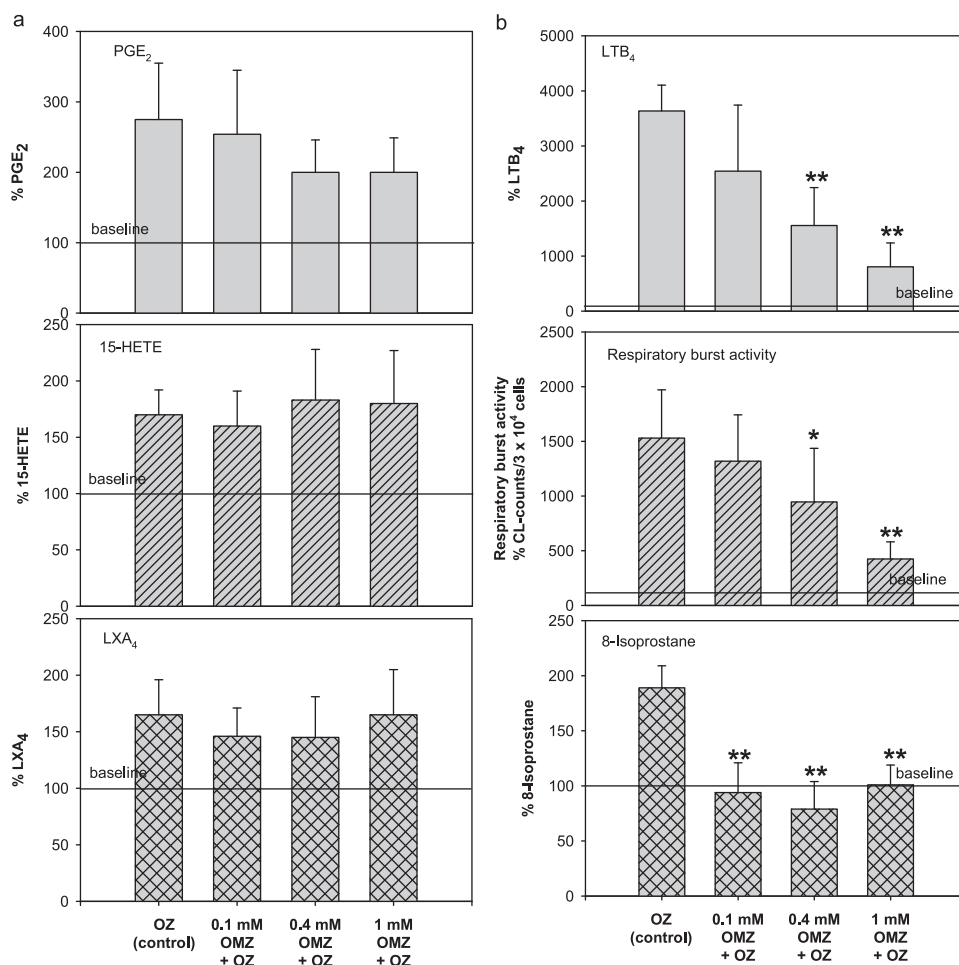 a
PGE₂
400
300
200
100
0
% PGE₂
baseline
15-HETE
250
200
150
100
50
0
% 15-HETE
baseline
LXA₄
250
200
150
100
50
0
% LXA₄
baseline
OZ (control)
0.1 mM OMZ + OZ
0.4 mM OMZ + OZ
1 mM OMZ + OZ
b
LTB₄
5000
4000
3000
2000
1000
0
% LTB₄
**
**
baseline
Respiratory burst activity
2500
2000
1500
1000
500
0
Respiratory burst activity
% CL-counts/3 x 10⁴ cells
*
**
baseline
8-Isoprostane
200
150
100
50
0
% 8-Isoprostane
**
**
**
baseline
OZ (control)
0.1 mM OMZ + OZ
0.4 mM OMZ + OZ
1 mM OMZ + OZ